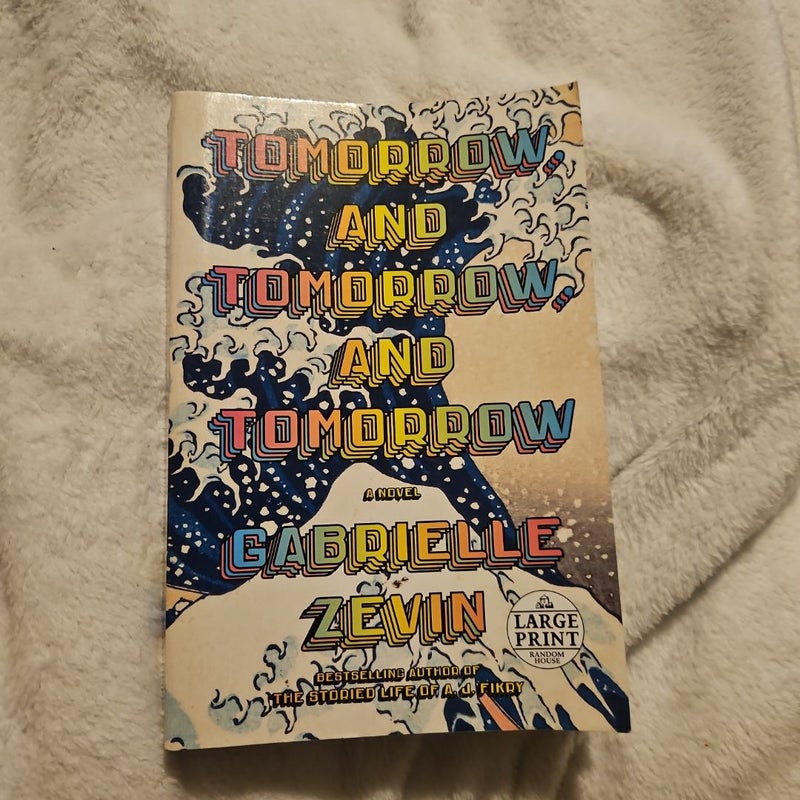 TOMORROW,
AND
TOMORROW,
AND
TOMORROW
A NOVEL
GABRIELLE
ZEVIN
LARGE
PRINT
RANDOM
HOUSE
BESTSELLING AUTHOR OF
THE STORIED LIFE OF A. J. FIKRY